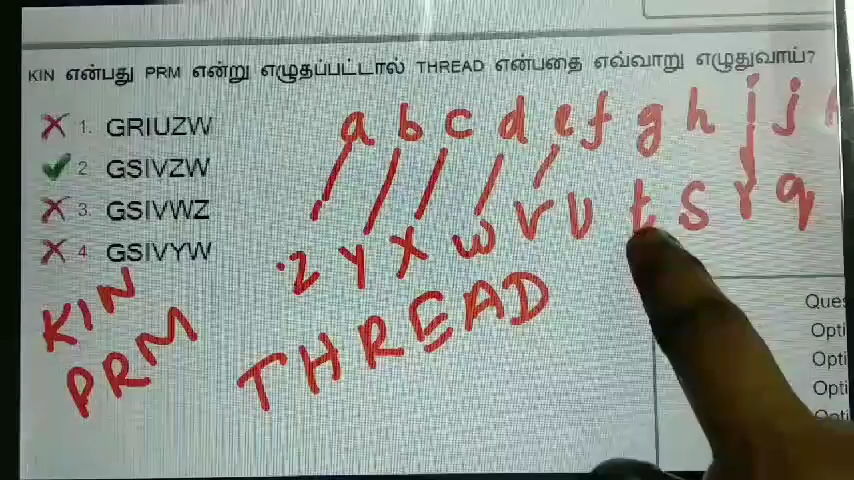 KIN என்பது PRM என்று எழுதப்பட்டால் THREAD என்பதை எவ்வாறு எழுதுவாய்?
1. GRIUZW
2 GSIVZW
3. GSIVWZ
4 GSIVYW
a b c d e f g h i j
z y x w v u t s r q
KIN
PRM
THREAD
Ques
Opti
Opti
Opti
Opti